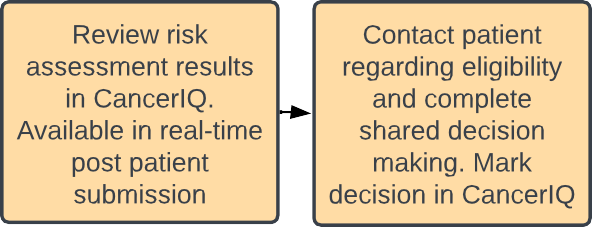 Review risk
assessment results
in CancerIQ.
Available in real-time
post patient
submission
Contact patient
regarding eligibility
and complete
shared decision
making. Mark
decision in CancerIQ